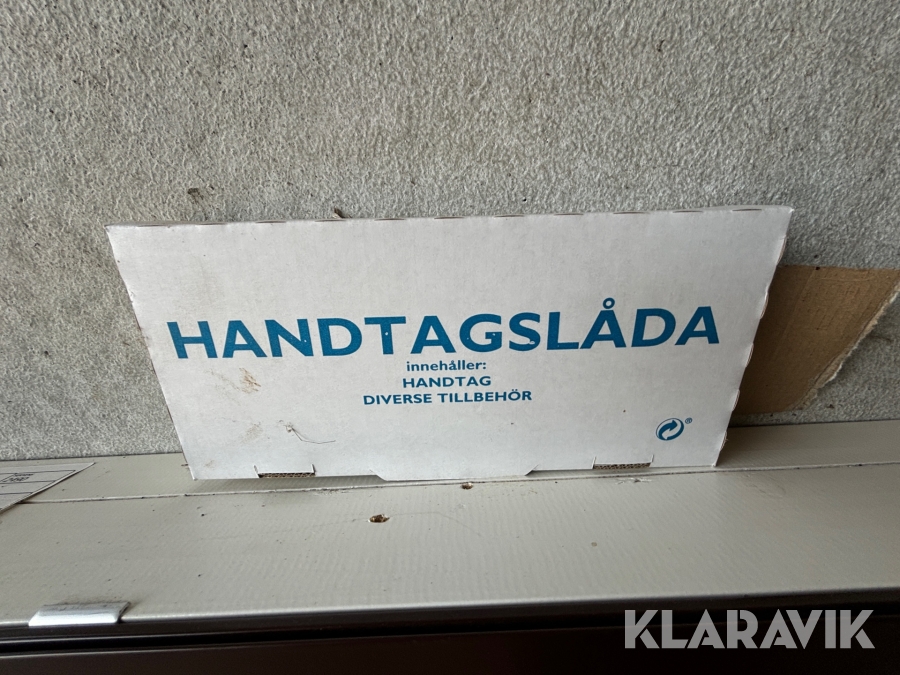 HANDTAGSLÅDA
innehåller:
HANDTAG
DIVERSE TILLBEHÖR
®
KLARAVIK